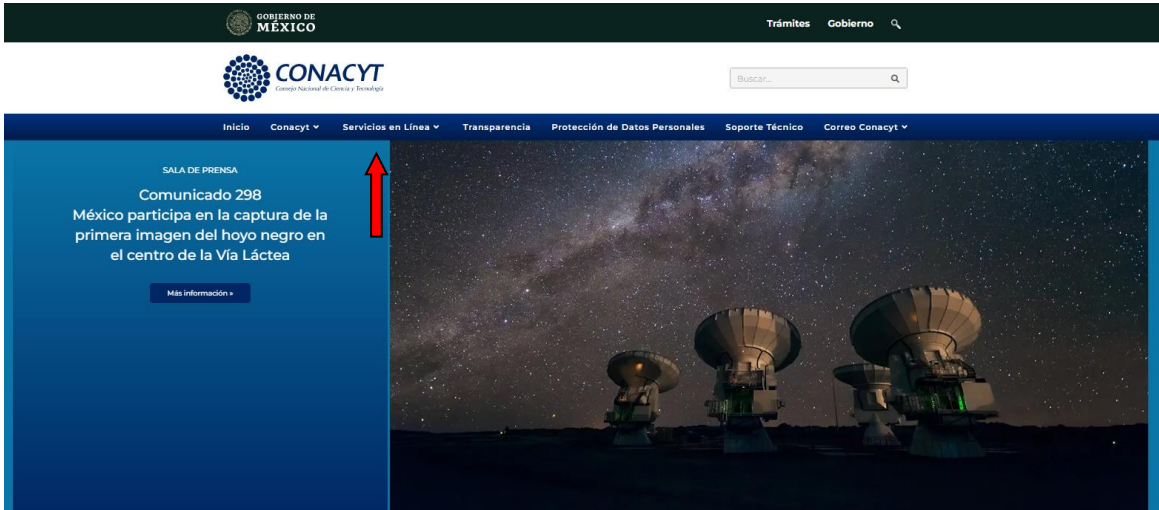 GOBIERNO DE
MÉXICO
Trámites Gobierno
CONACYT
Consejo Nacional de Ciencia y Tecnología
Buscar...
Inicio Conacyt Servicios en Línea Transparencia Protección de Datos Personales Soporte Técnico Correo Conacyt
SALA DE PRENSA
Comunicado 298
México participa en la captura de la
primera imagen del hoyo negro en
el centro de la Vía Láctea
Más información »